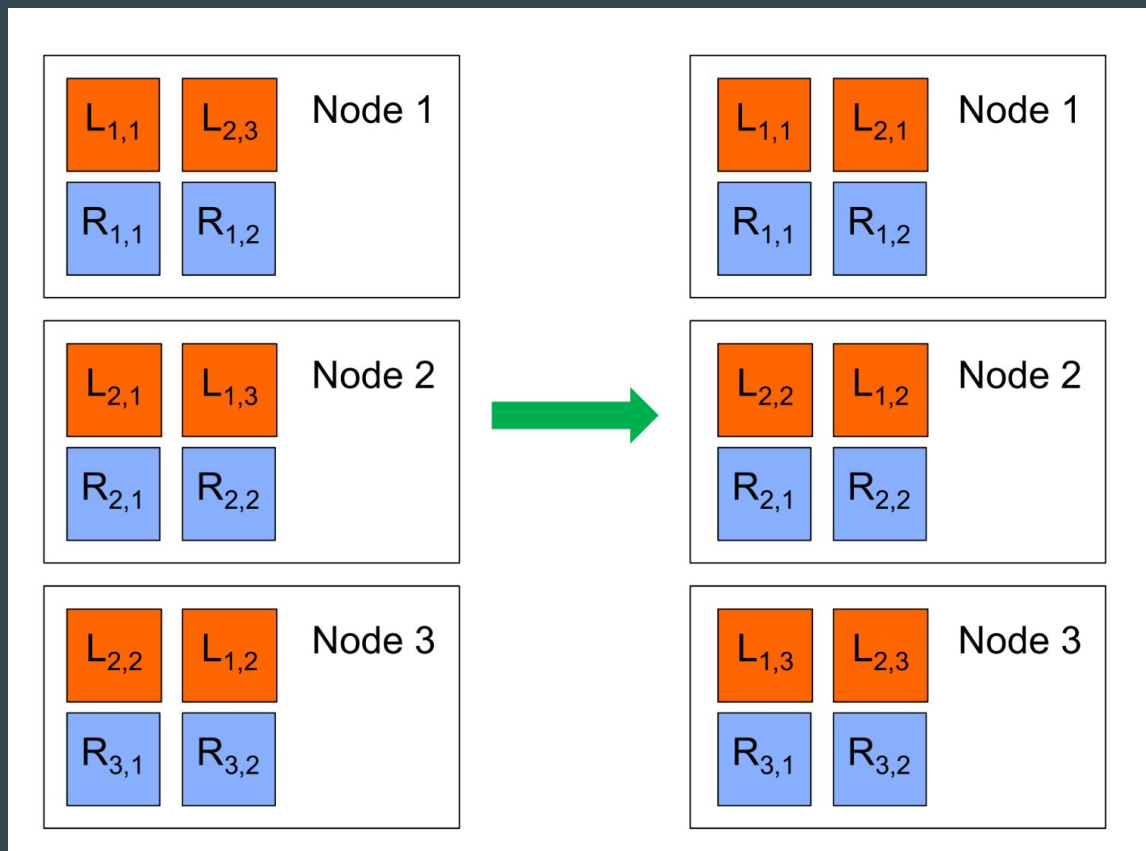 L1,1 L2,3 Node 1
R1,1 R1,2
L2,1 L1,3 Node 2
R2,1 R2,2
L2,2 L1,2 Node 3
R3,1 R3,2
L1,1 L2,1 Node 1
R1,1 R1,2
L2,2 L1,2 Node 2
R2,1 R2,2
L1,3 L2,3 Node 3
R3,1 R3,2